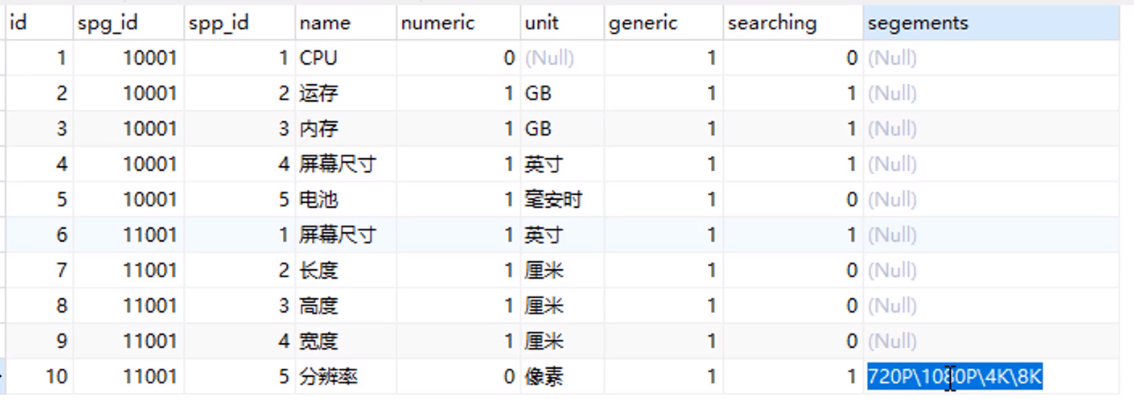 id spg_id spp_id name numeric unit generic searching segements
1 10001 1 CPU 0 (Null) 1 0 (Null)
2 10001 2 运存 1 GB 1 1 (Null)
3 10001 3 内存 1 GB 1 1 (Null)
4 10001 4 屏幕尺寸 1 英寸 1 1 (Null)
5 10001 5 电池 1 毫安时 1 0 (Null)
6 11001 1 屏幕尺寸 1 英寸 1 1 (Null)
7 11001 2 长度 1 厘米 1 0 (Null)
8 11001 3 高度 1 厘米 1 0 (Null)
9 11001 4 宽度 1 厘米 1 0 (Null)
10 11001 5 分辨率 0 像素 1 1 720P\1080P\4K\8K